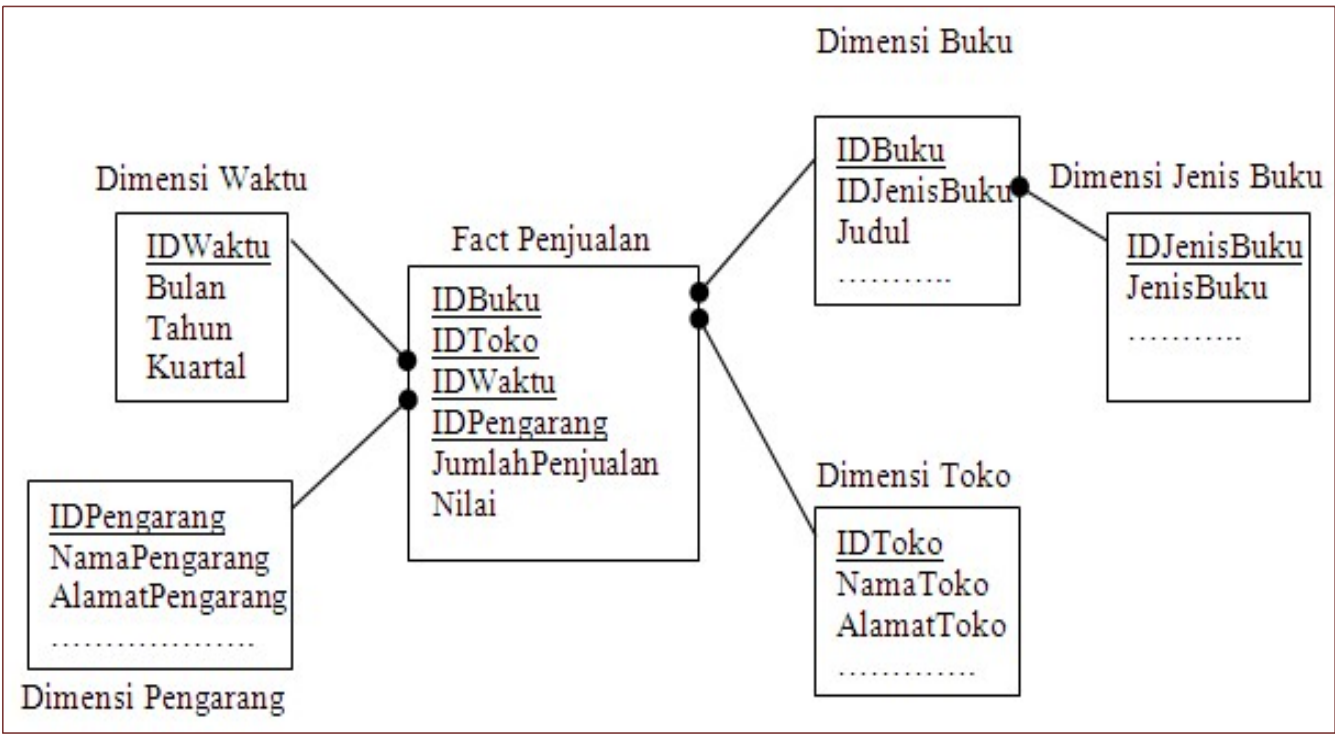 Dimensi Waktu
IDWaktu
Bulan
Tahun
Kuartal
IDPengarang
NamaPengarang
AlamatPengarang
………………..
Dimensi Pengarang
Fact Penjualan
IDBuku
IDToko
IDWaktu
IDPengarang
JumlahPenjualan
Nilai
Dimensi Buku
IDBuku
IDJenisBuku
Judul
………..
Dimensi Jenis Buku
IDJenisBuku
JenisBuku
………..
Dimensi Toko
IDToko
NamaToko
AlamatToko
………….